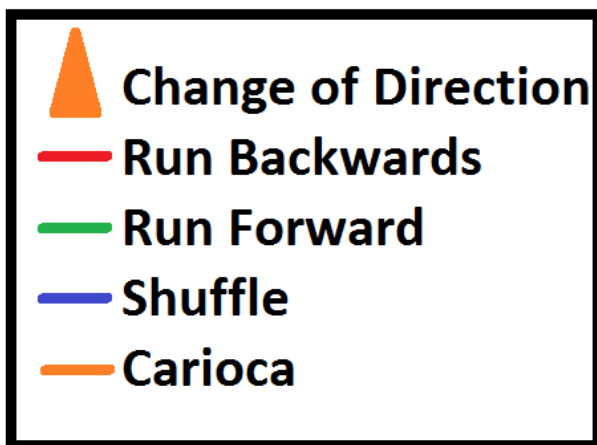 Change of Direction
Run Backwards
Run Forward
Shuffle
Carioca